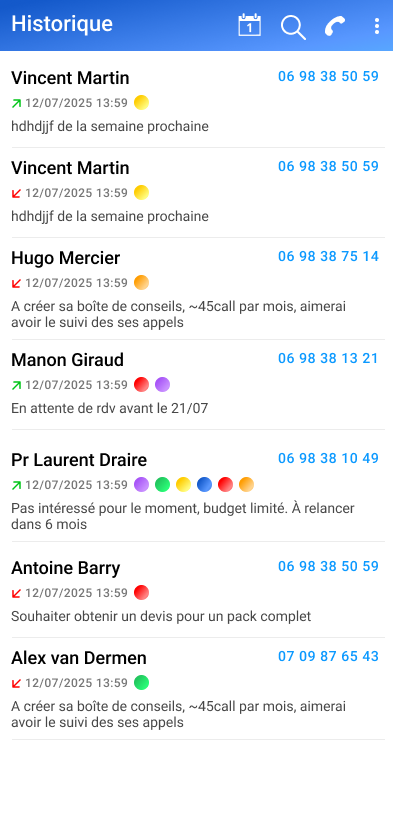 Historique
1
Vincent Martin
06 98 38 50 59
12/07/2025 13:59
hdhdjjf de la semaine prochaine
Vincent Martin
06 98 38 50 59
12/07/2025 13:59
hdhdjjf de la semaine prochaine
Hugo Mercier
06 98 38 75 14
12/07/2025 13:59
A créer sa boîte de conseils, ~45call par mois, aimerai
avoir le suivi des ses appels
Manon Giraud
06 98 38 13 21
12/07/2025 13:59
En attente de rdv avant le 21/07
Pr Laurent Draire
06 98 38 10 49
12/07/2025 13:59
Pas intéressé pour le moment, budget limité. À relancer
dans 6 mois
Antoine Barry
06 98 38 50 59
12/07/2025 13:59
Souhaiter obtenir un devis pour un pack complet
Alex van Dermen
07 09 87 65 43
12/07/2025 13:59
A créer sa boîte de conseils, ~45call par mois, aimerai
avoir le suivi des ses appels